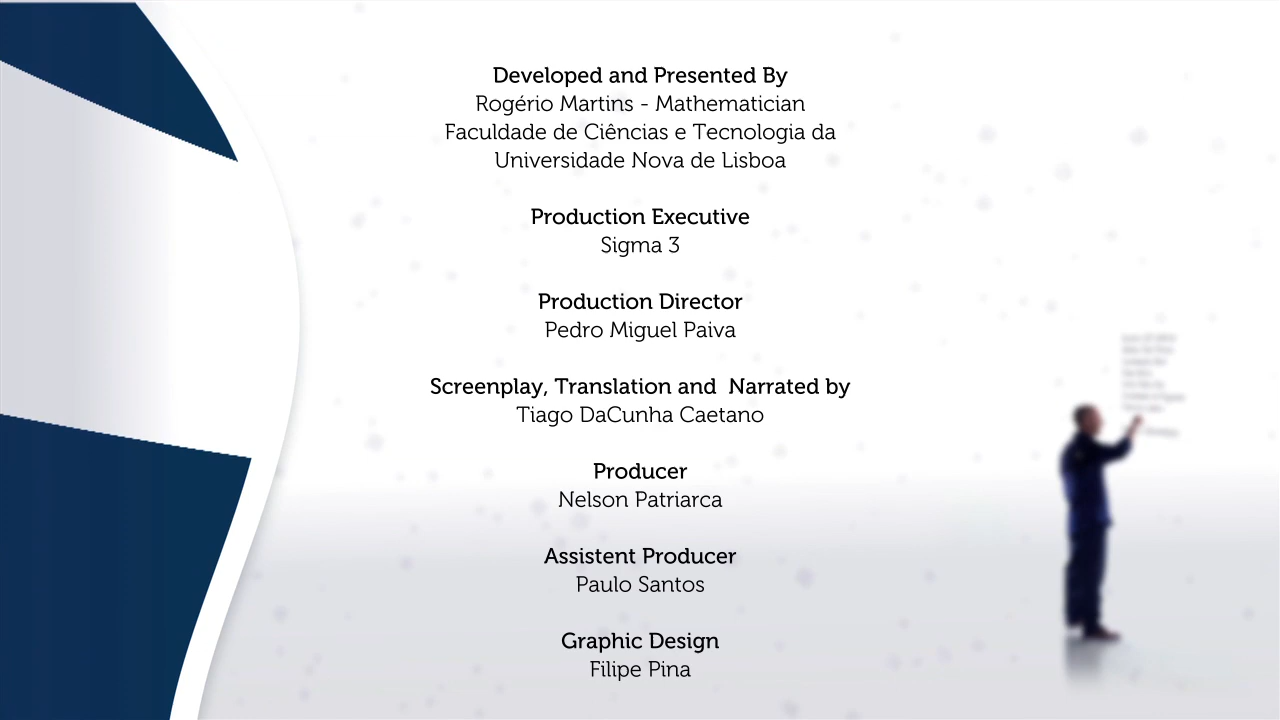 Developed and Presented By
Rogério Martins - Mathematician
Faculdade de Ciências e Tecnologia da
Universidade Nova de Lisboa
Production Executive
Sigma 3
Production Director
Pedro Miguel Paiva
Screenplay, Translation and  Narrated by
Tiago DaCunha Caetano
Producer
Nelson Patriarca
Assistent Producer
Paulo Santos
Graphic Design
Filipe Pina